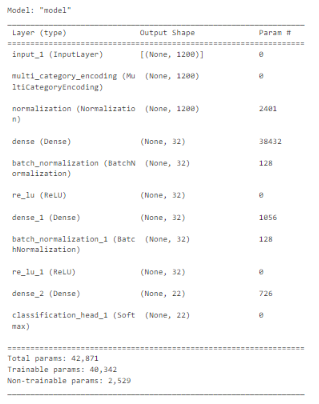 Model: "model"
Layer (type) Output Shape Param #
input_1 (InputLayer) [(None, 1200)] 0
multi_category_encoding (Mu (None, 1200) 0
ltiCategoryEncoding)
normalization (Normalizatio (None, 1200) 2401
n)
dense (Dense) (None, 32) 38432
batch_normalization (BatchN (None, 32) 128
ormalization)
re_lu (ReLU) (None, 32) 0
dense_1 (Dense) (None, 32) 1056
batch_normalization_1 (Batc (None, 32) 128
hNormalization)
re_lu_1 (ReLU) (None, 32) 0
dense_2 (Dense) (None, 22) 726
classification_head_1 (Soft (None, 22) 0
max)
Total params: 42,871
Trainable params: 40,342
Non-trainable params: 2,529